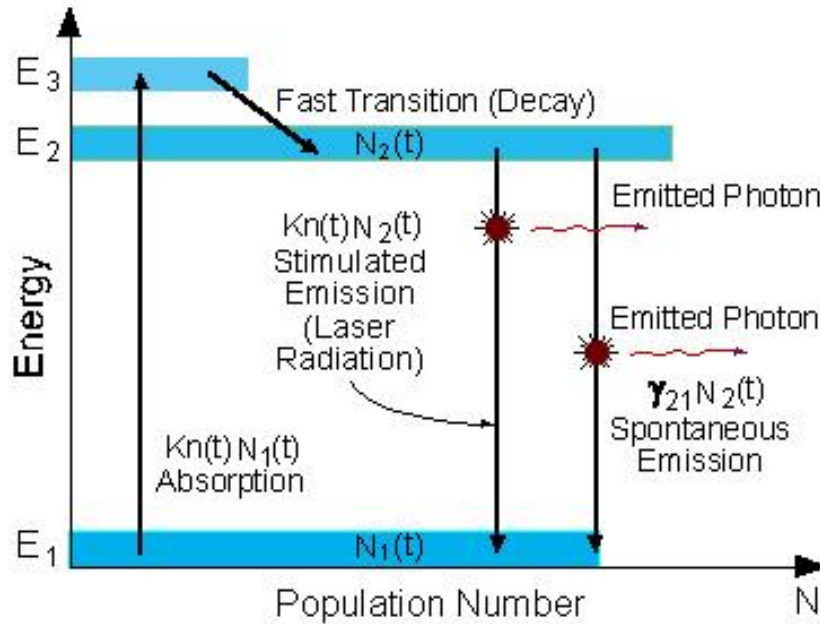 E3
Fast Transition (Decay)
E2
N2(t)
Emitted Photon
Kn(t)N2(t)
Stimulated
Emission
(Laser
Radiation)
Emitted Photon
γ21N2(t)
Spontaneous
Emission
Energy
Kn(t)N1(t)
Absorption
E1
N1(t)
Population Number
N